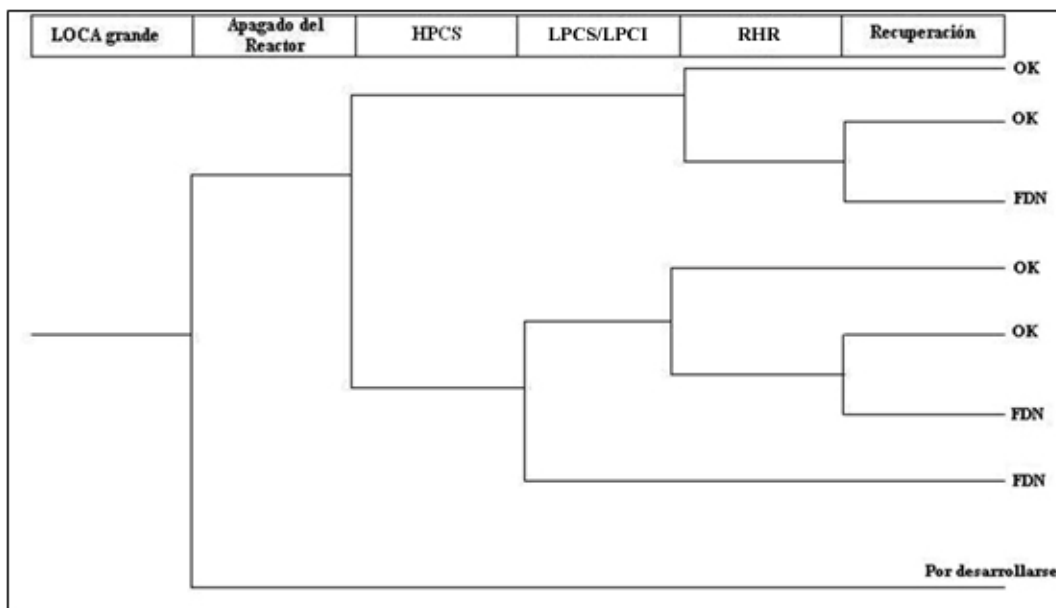 LOCA grande
Apagado del
Reactor
HPCS
LPCS/LPCI
RHR
Recuperación
OK
OK
FDN
OK
OK
FDN
FDN
Por desarrollarse